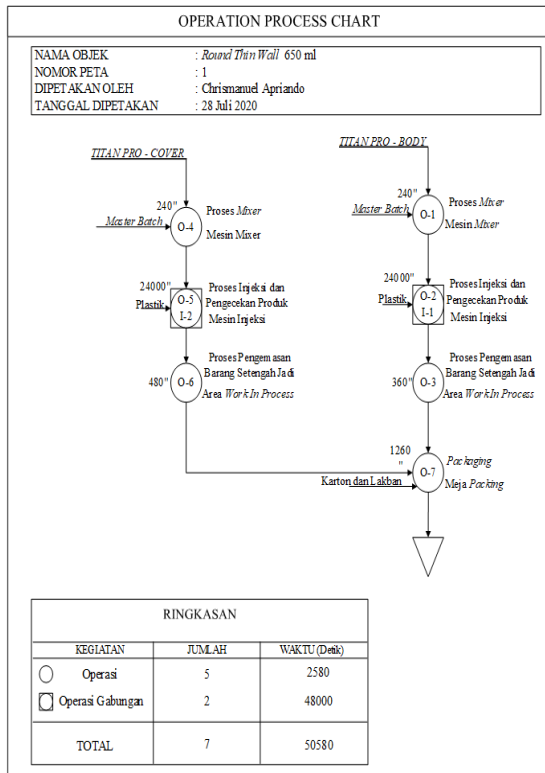 OPERATION PROCESS CHART
NAMA OBJEK : Round Thin Wall 650 ml
NOMOR PETA : 1
DIPETAKAN OLEH : Chrismanuel Apriando
TANGGAL DIPETAKAN : 28 Juli 2020
TITAN PRO - COVER
TITAN PRO - BODY
240"
Master Batch
O-4
Proses Mixer
Mesin Mixer
240"
Master Batch
O-1
Proses Mixer
Mesin Mixer
24000"
Plastik
O-5
I-2
Proses Injeksi dan
Pengecekan Produk
Mesin Injeksi
24000"
Plastik
O-2
I-1
Proses Injeksi dan
Pengecekan Produk
Mesin Injeksi
480"
O-6
Proses Pengemasan
Barang Setengah Jadi
Area Work In Process
360"
O-3
Proses Pengemasan
Barang Setengah Jadi
Area Work In Process
1260
"
Karton dan Lakban
O-7
Packaging
Meja Packing
RINGKASAN
KEGIATAN JUMLAH WAKTU (Detik)
Operasi 5 2580
Operasi Gabungan 2 48000
TOTAL 7 50580